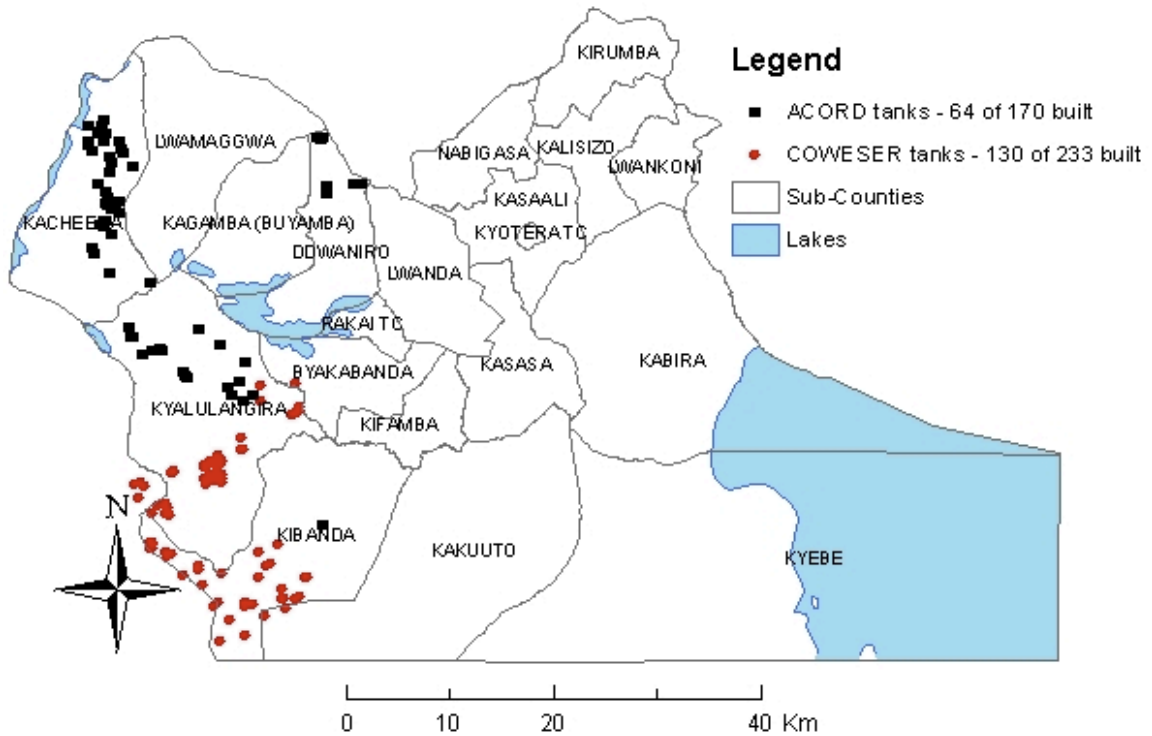 KIRUMBA
Legend
ACORD tanks - 64 of 170 built
COWESER tanks - 130 of 233 built
Sub-Counties
Lakes
LWAMAGGWA
NABIGASA
KALISIZO
LWANKONI
KASAALI
KACHEERA
KAGAMBA (BUYAMBA)
KYOTERA TC
DDWANIRO
LWANDA
RAKAI TC
KABIRA
KASASA
BYAKABANDA
KYALULANGIRA
KIFAMBA
N
KIBANDA
KAKUUTO
KYEBE
0 10 20 40 Km